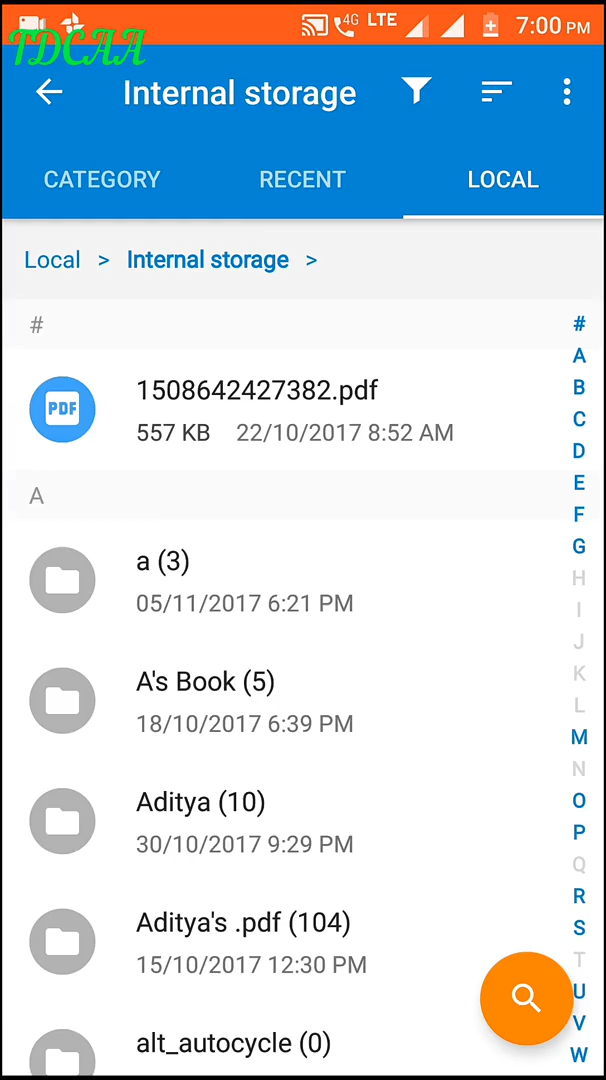 TDCAA
4G LTE 7:00 PM
Internal storage
CATEGORY RECENT LOCAL
Local > Internal storage >
#
1508642427382.pdf
PDF
557 KB 22/10/2017 8:52 AM
A
a (3)
05/11/2017 6:21 PM
A's Book (5)
18/10/2017 6:39 PM
Aditya (10)
30/10/2017 9:29 PM
Aditya's .pdf (104)
15/10/2017 12:30 PM
alt_autocycle (0)
#
A
B
C
D
E
F
G
H
I
J
K
L
M
N
O
P
Q
R
S
T
U
V
W